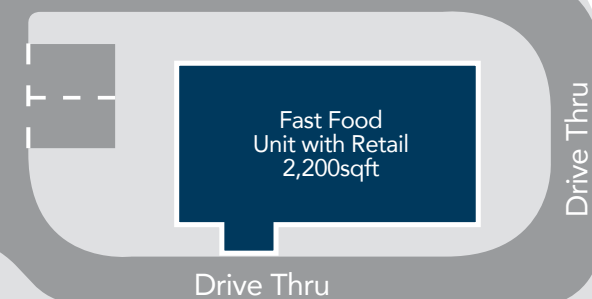 Fast Food
Unit with Retail
2,200sqft
Drive Thru
Drive Thru